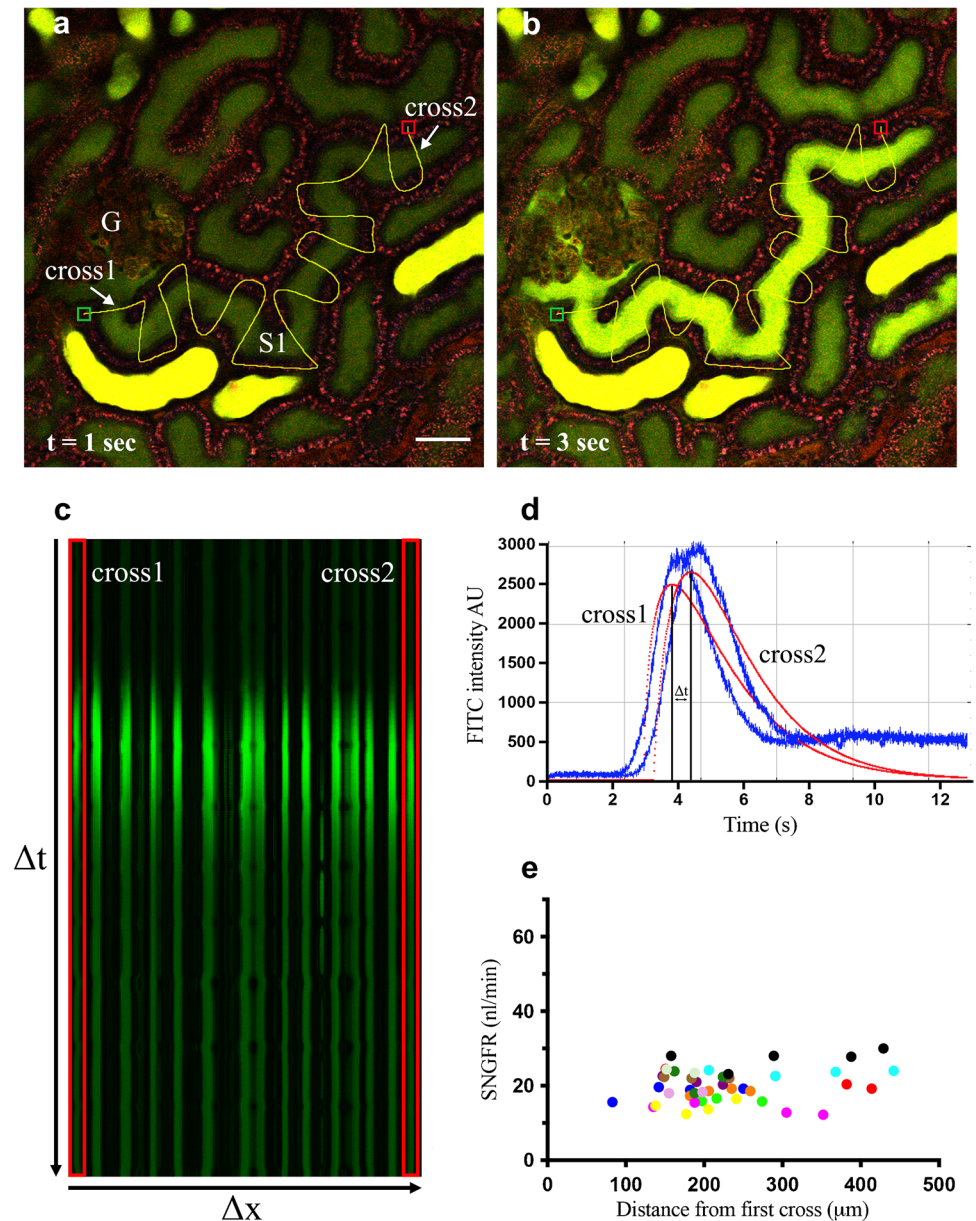 a
b
cross2
G
cross1
S1
t = 1 sec
t = 3 sec
c
cross1
cross2
Δt
Δx
d
3000
2500
2000
1500
1000
500
0
FITC intensity AU
cross1
cross2
Δt
0 2 4 6 8 10 12
Time (s)
e
60
40
20
0
SNGFR (nl/min)
0 100 200 300 400 500
Distance from first cross (μm)